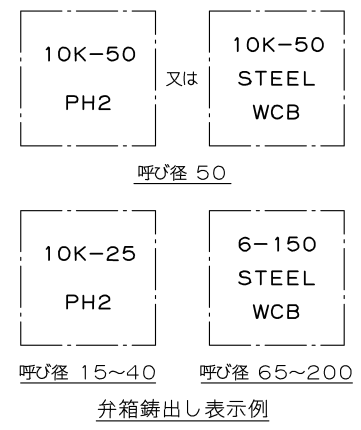 10K-50
PH2
又は
10K-50
STEEL
WCB
呼び径 50
10K-25
PH2
6-150
STEEL
WCB
呼び径 15~40
呼び径 65~200
弁箱鋳出し表示例